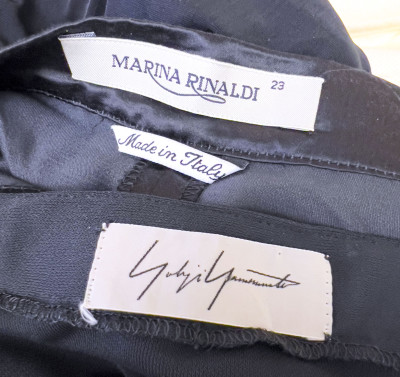 MARINA RINALDI 23
Made in Italy
Yohji Yamamoto